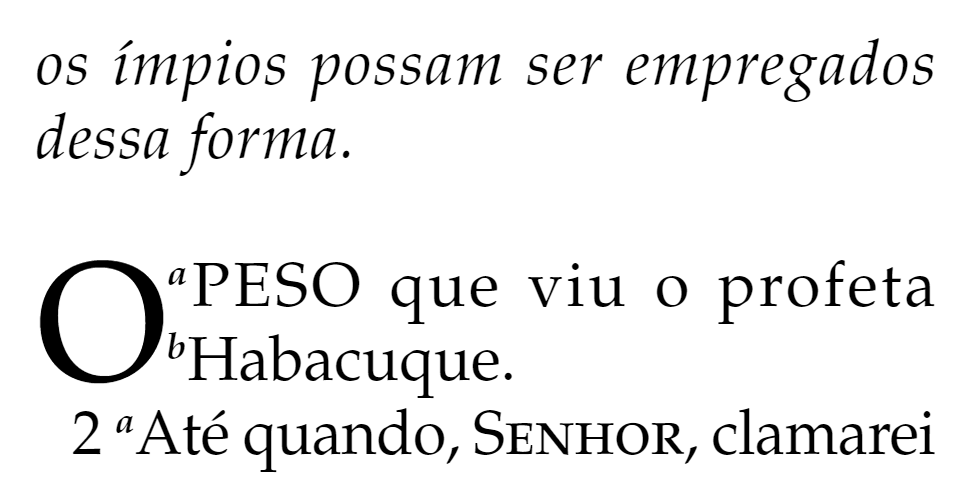 os ímpios possam ser empregados
dessa forma.
O ᵃPESO que viu o profeta
ᵇHabacuque.
2 ᵃAté quando, SENHOR, clamarei